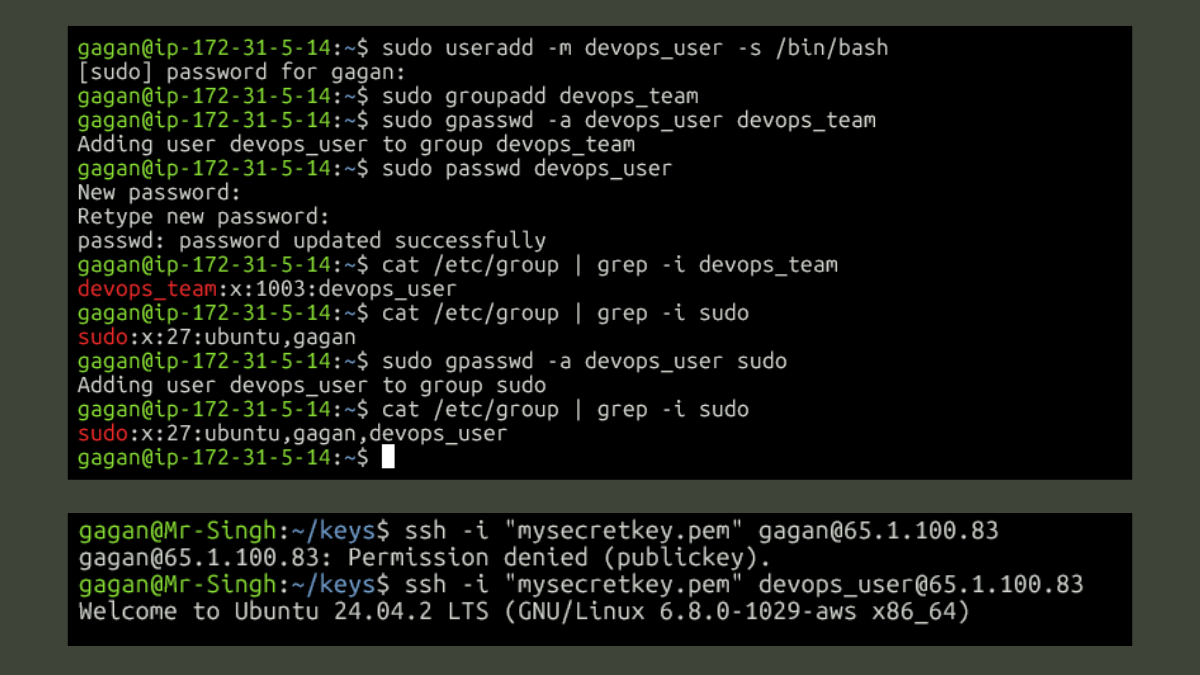 gagan@ip-172-31-5-14:~$ sudo useradd -m devops_user -s /bin/bash
[sudo] password for gagan:
gagan@ip-172-31-5-14:~$ sudo groupadd devops_team
gagan@ip-172-31-5-14:~$ sudo gpasswd -a devops_user devops_team
Adding user devops_user to group devops_team
gagan@ip-172-31-5-14:~$ sudo passwd devops_user
New password:
Retype new password:
passwd: password updated successfully
gagan@ip-172-31-5-14:~$ cat /etc/group | grep -i devops_team
devops_team:x:1003:devops_user
gagan@ip-172-31-5-14:~$ cat /etc/group | grep -i sudo
sudo:x:27:ubuntu,gagan
gagan@ip-172-31-5-14:~$ sudo gpasswd -a devops_user sudo
Adding user devops_user to group sudo
gagan@ip-172-31-5-14:~$ cat /etc/group | grep -i sudo
sudo:x:27:ubuntu,gagan,devops_user
gagan@ip-172-31-5-14:~$
gagan@Mr-Singh:~/keys$ ssh -i "mysecretkey.pem" gagan@65.1.100.83
gagan@65.1.100.83: Permission denied (publickey).
gagan@Mr-Singh:~/keys$ ssh -i "mysecretkey.pem" devops_user@65.1.100.83
Welcome to Ubuntu 24.04.2 LTS (GNU/Linux 6.8.0-1029-aws x86_64)